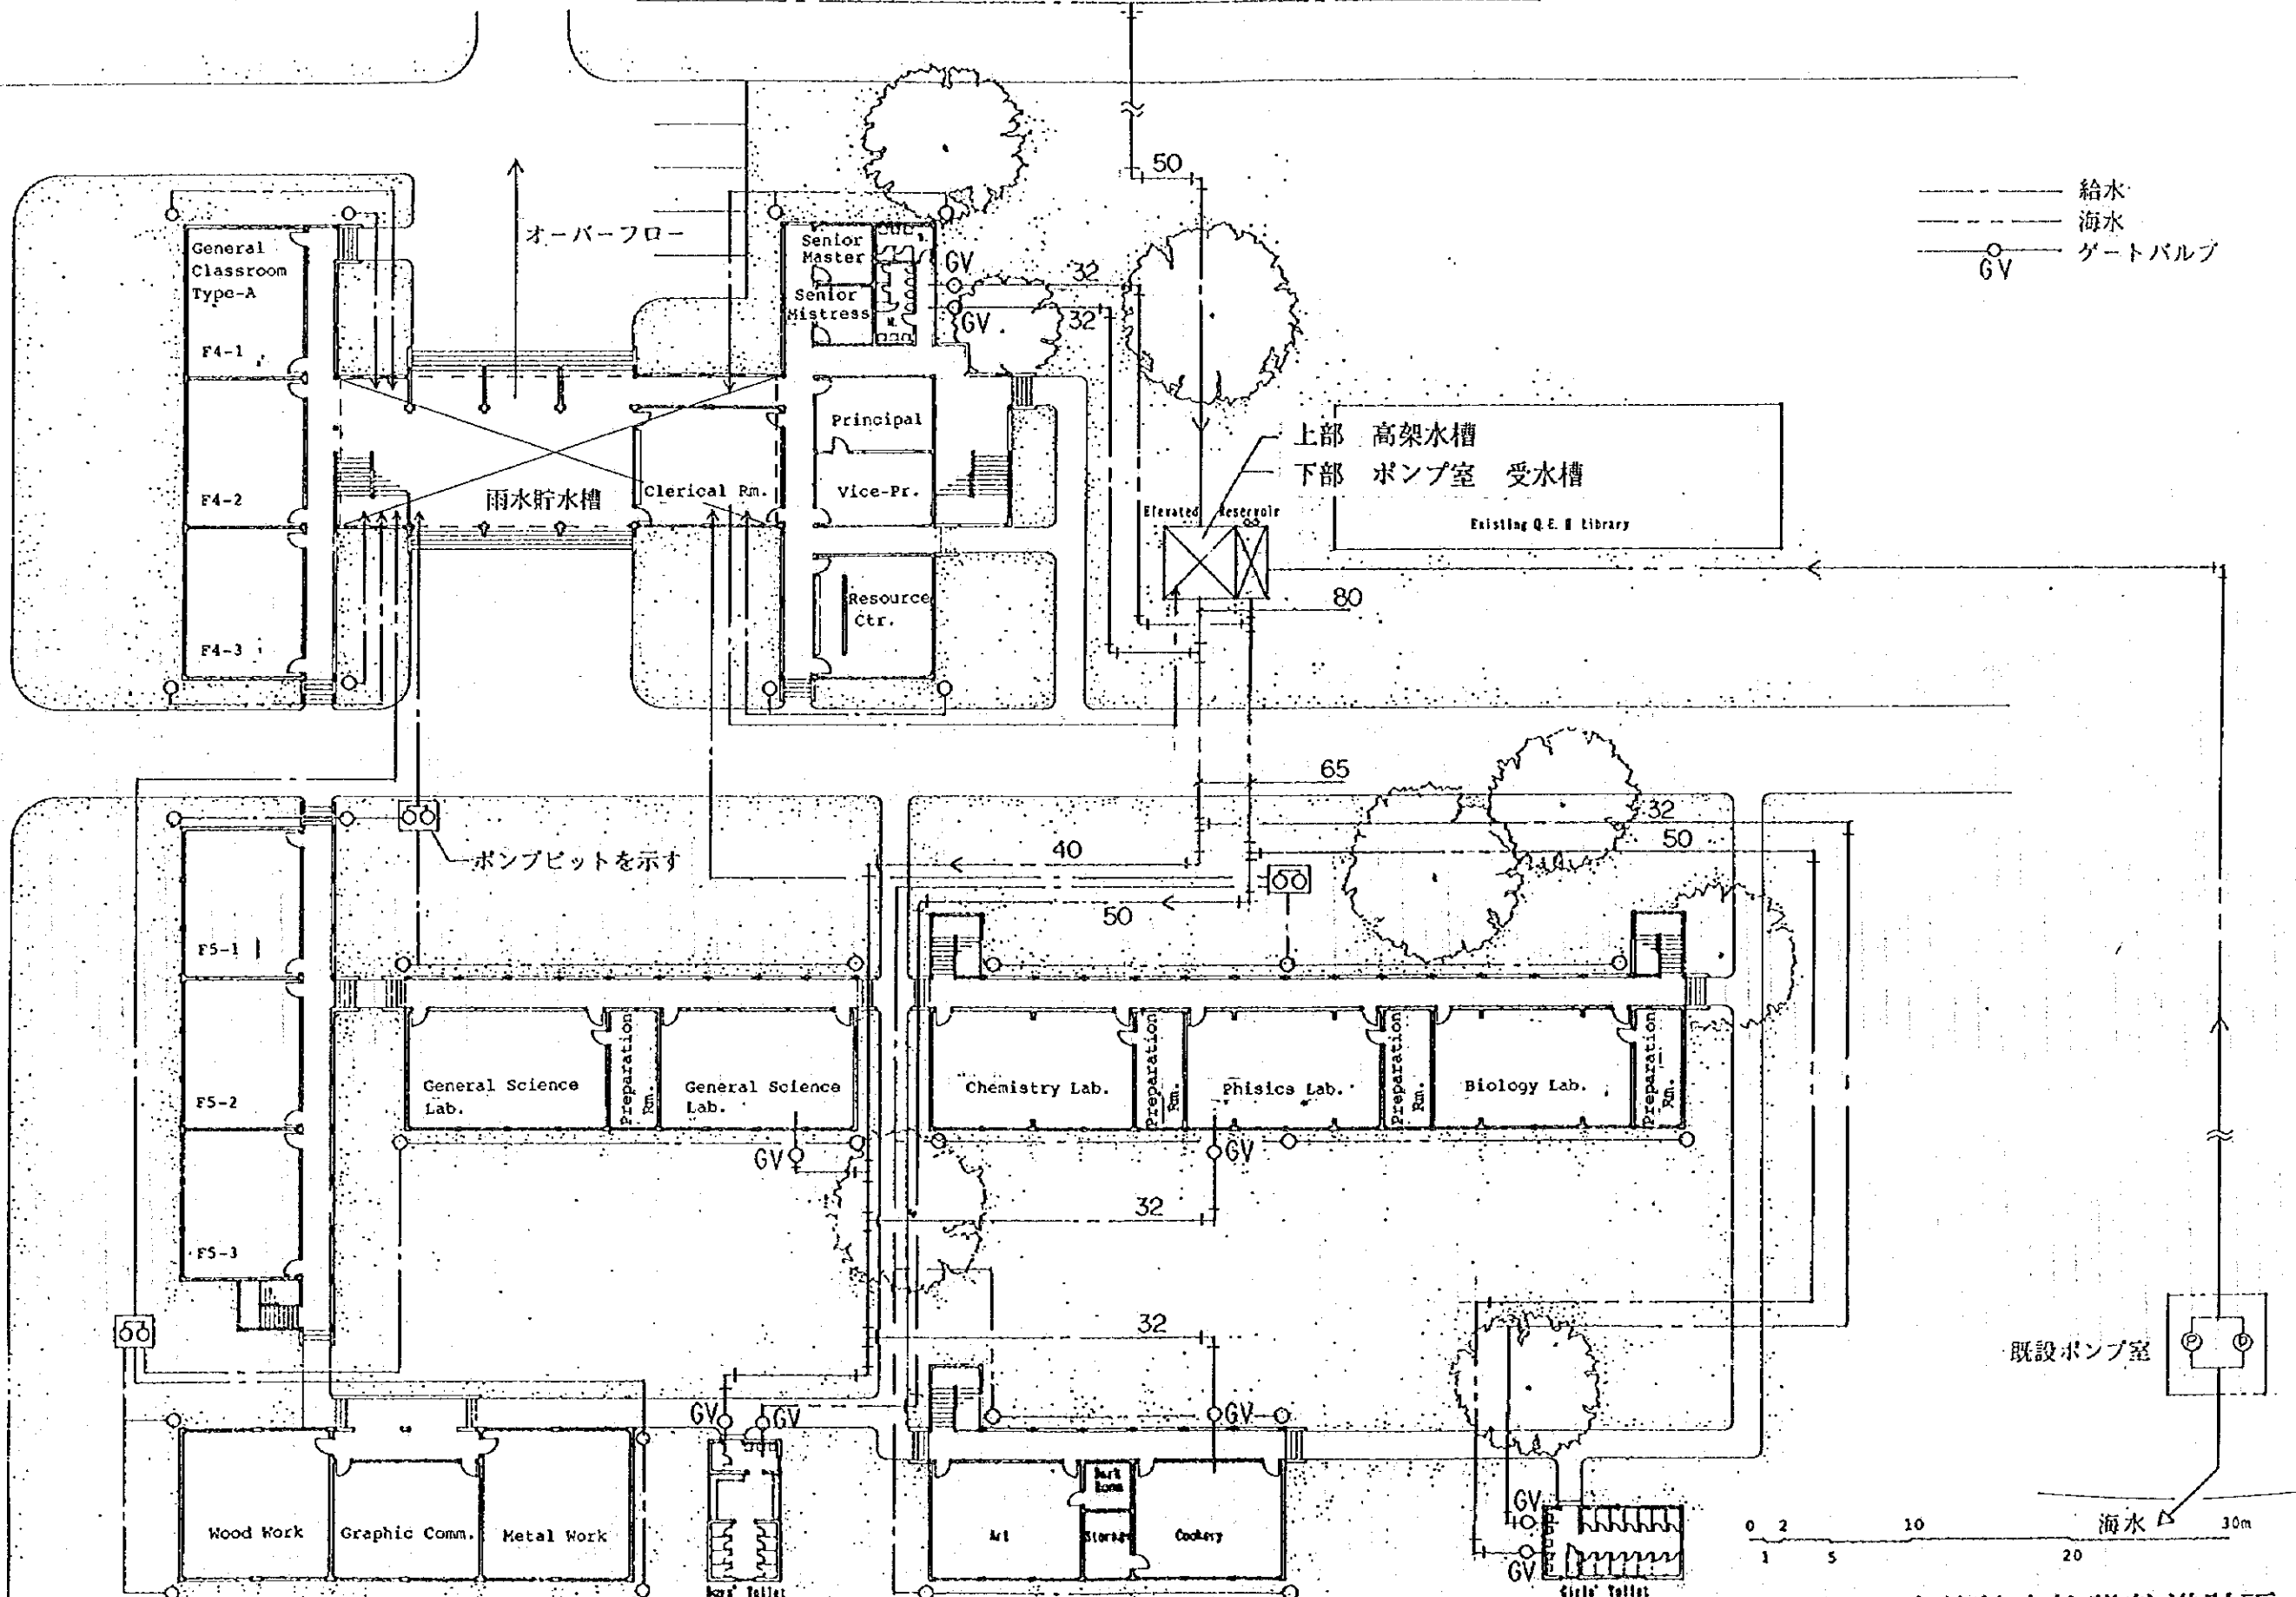 50
給水
海水
ゲートバルブ
GV
オーバーフロー
General
Classroom
Type-A
F4-1
F4-2
F4-3
Senior
Master
Senior
Mistress
GV
32
GV
32
Principal
Vice-Pr.
Clerical Rm.
雨水貯水槽
Resource
Ctr.
上部 高架水槽
下部 ポンプ室 受水槽
Elevated Reservoir
Existing Q.E. II Library
80
65
32
50
40
50
ポンプピットを示す
F5-1
F5-2
F5-3
General Science
Lab.
Preparation
Rm.
General Science
Lab.
Chemistry Lab.
Preparation
Rm.
Phisics Lab.
Preparation
Rm.
Biology Lab.
Preparation
Rm.
GV
GV
32
32
既設ポンプ室
P
P
GV
GV
GV
Wood Work
Graphic Comm.
Metal Work
Boys' Toilet
Art
Dark
Room
Storage
Cookery
GV
GV
Girls' Toilet
海水
0 2 10 30m
1 5 20